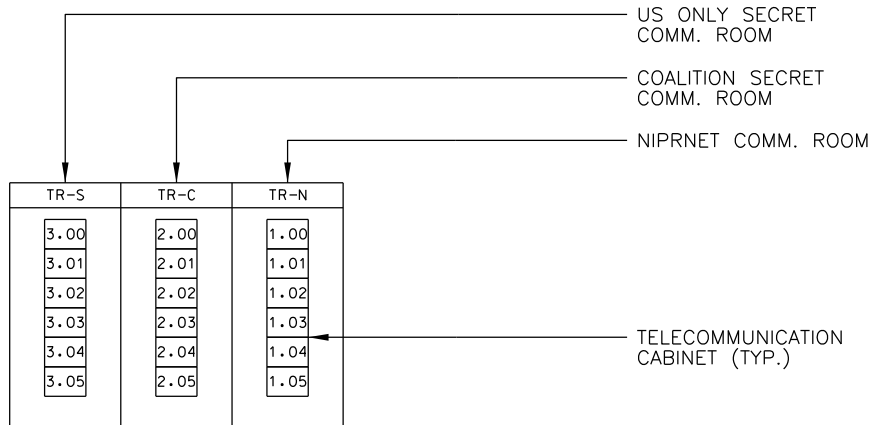 US ONLY SECRET
COMM. ROOM
COALITION SECRET
COMM. ROOM
NIPRNET COMM. ROOM
TR-S TR-C TR-N
3.00 2.00 1.00
3.01 2.01 1.01
3.02 2.02 1.02
3.03 2.03 1.03
3.04 2.04 1.04
3.05 2.05 1.05
TELECOMMUNICATION
CABINET (TYP.)